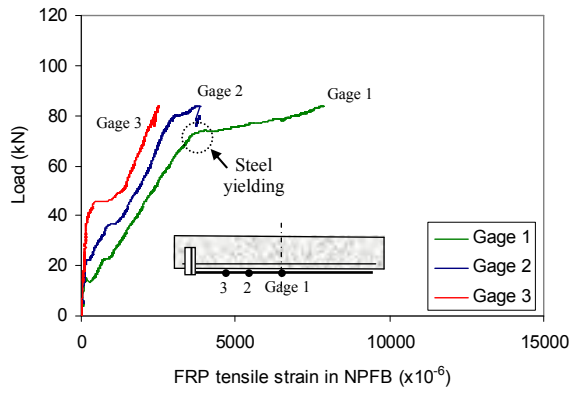 120
100
80
60
40
20
0
Load (kN)
Gage 3
Gage 2
Gage 1
Steel
yielding
3 2 Gage 1
Gage 1
Gage 2
Gage 3
0 5000 10000 15000
FRP tensile strain in NPFB (x10-6)